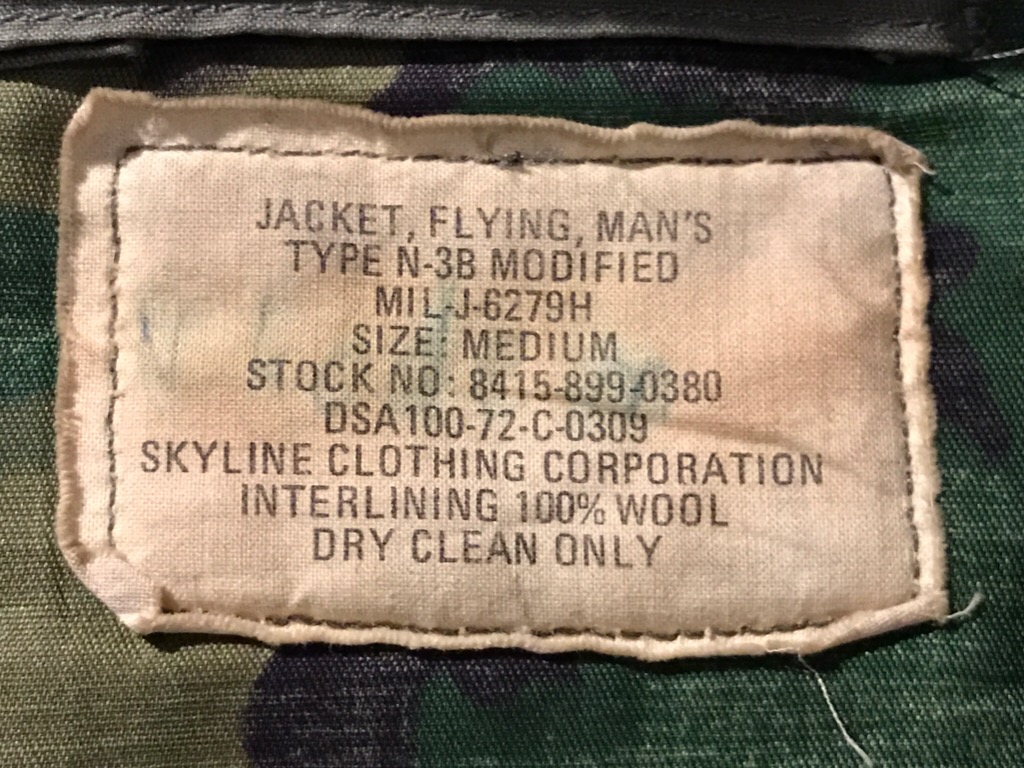 JACKET, FLYING, MAN'S
TYPE N-3B MODIFIED
MIL-J-6279H
SIZE: MEDIUM
STOCK NO: 8415-899-0380
DSA100-72-C-0309
SKYLINE CLOTHING CORPORATION
INTERLINING 100% WOOL
DRY CLEAN ONLY